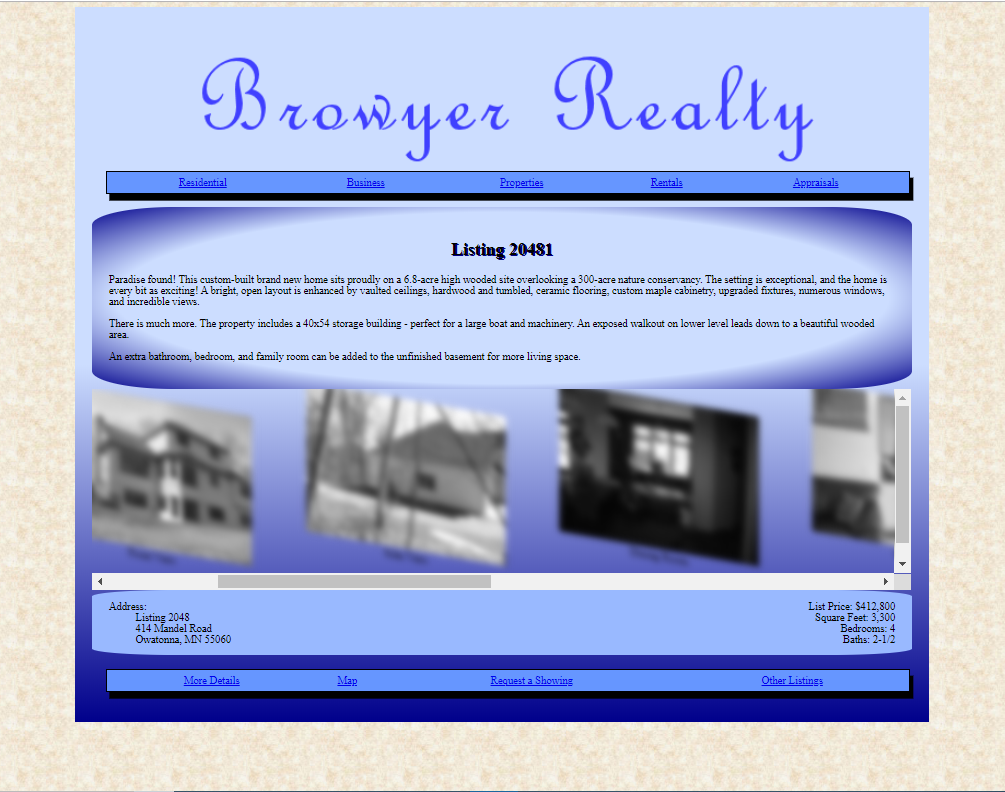 Browyer Realty
Residential Business Properties Rentals Appraisals
Listing 20481
Paradise found! This custom-built brand new home sits proudly on a 6.8-acre high wooded site overlooking a 300-acre nature conservancy. The setting is exceptional, and the home is
every bit as exciting! A bright, open layout is enhanced by vaulted ceilings, hardwood and tumbled, ceramic flooring, custom maple cabinetry, upgraded fixtures, numerous windows,
and incredible views.
There is much more. The property includes a 40x54 storage building - perfect for a large boat and machinery. An exposed walkout on lower level leads down to a beautiful wooded
area.
An extra bathroom, bedroom, and family room can be added to the unfinished basement for more living space.
Address:
Listing 2048
414 Mandel Road
Owatonna, MN 55060
List Price: $412,800
Square Feet: 3,300
Bedrooms: 4
Baths: 2-1/2
More Details Map Request a Showing Other Listings